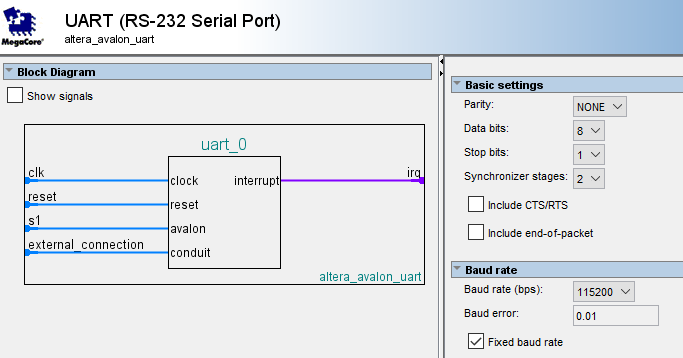 MegaCore®
UART (RS-232 Serial Port)
altera_avalon_uart
Block Diagram
Show signals
uart_0
clk
clock
interrupt
irq
reset
reset
s1
avalon
external_connection
conduit
altera_avalon_uart
Basic settings
Parity: NONE
Data bits: 8
Stop bits: 1
Synchronizer stages: 2
Include CTS/RTS
Include end-of-packet
Baud rate
Baud rate (bps): 115200
Baud error: 0.01
Fixed baud rate